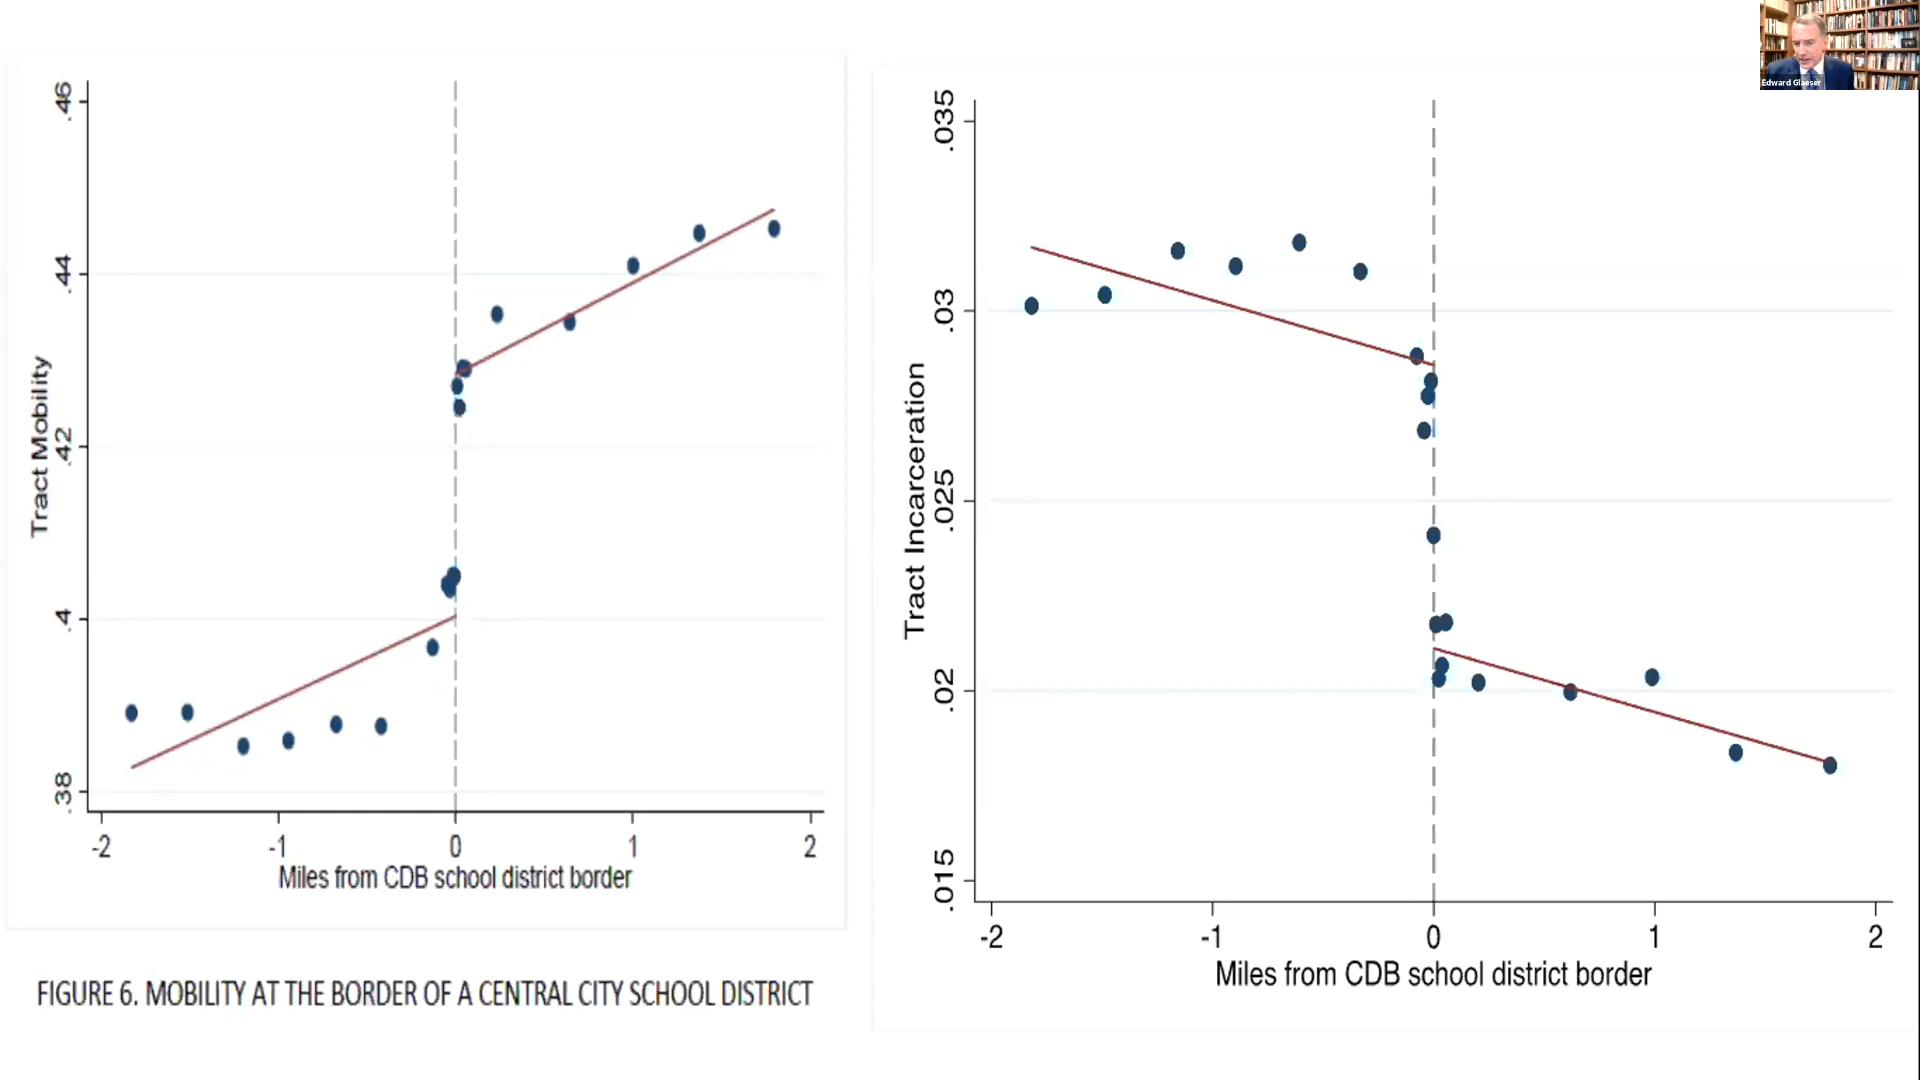 Edward Glaeser
.46
.44
.42
.4
.38
Tract Mobility
-2 -1 0 1 2
Miles from CDB school district border
FIGURE 6. MOBILITY AT THE BORDER OF A CENTRAL CITY SCHOOL DISTRICT
.035
.03
.025
.02
.015
Tract Incarceration
-2 -1 0 1 2
Miles from CDB school district border